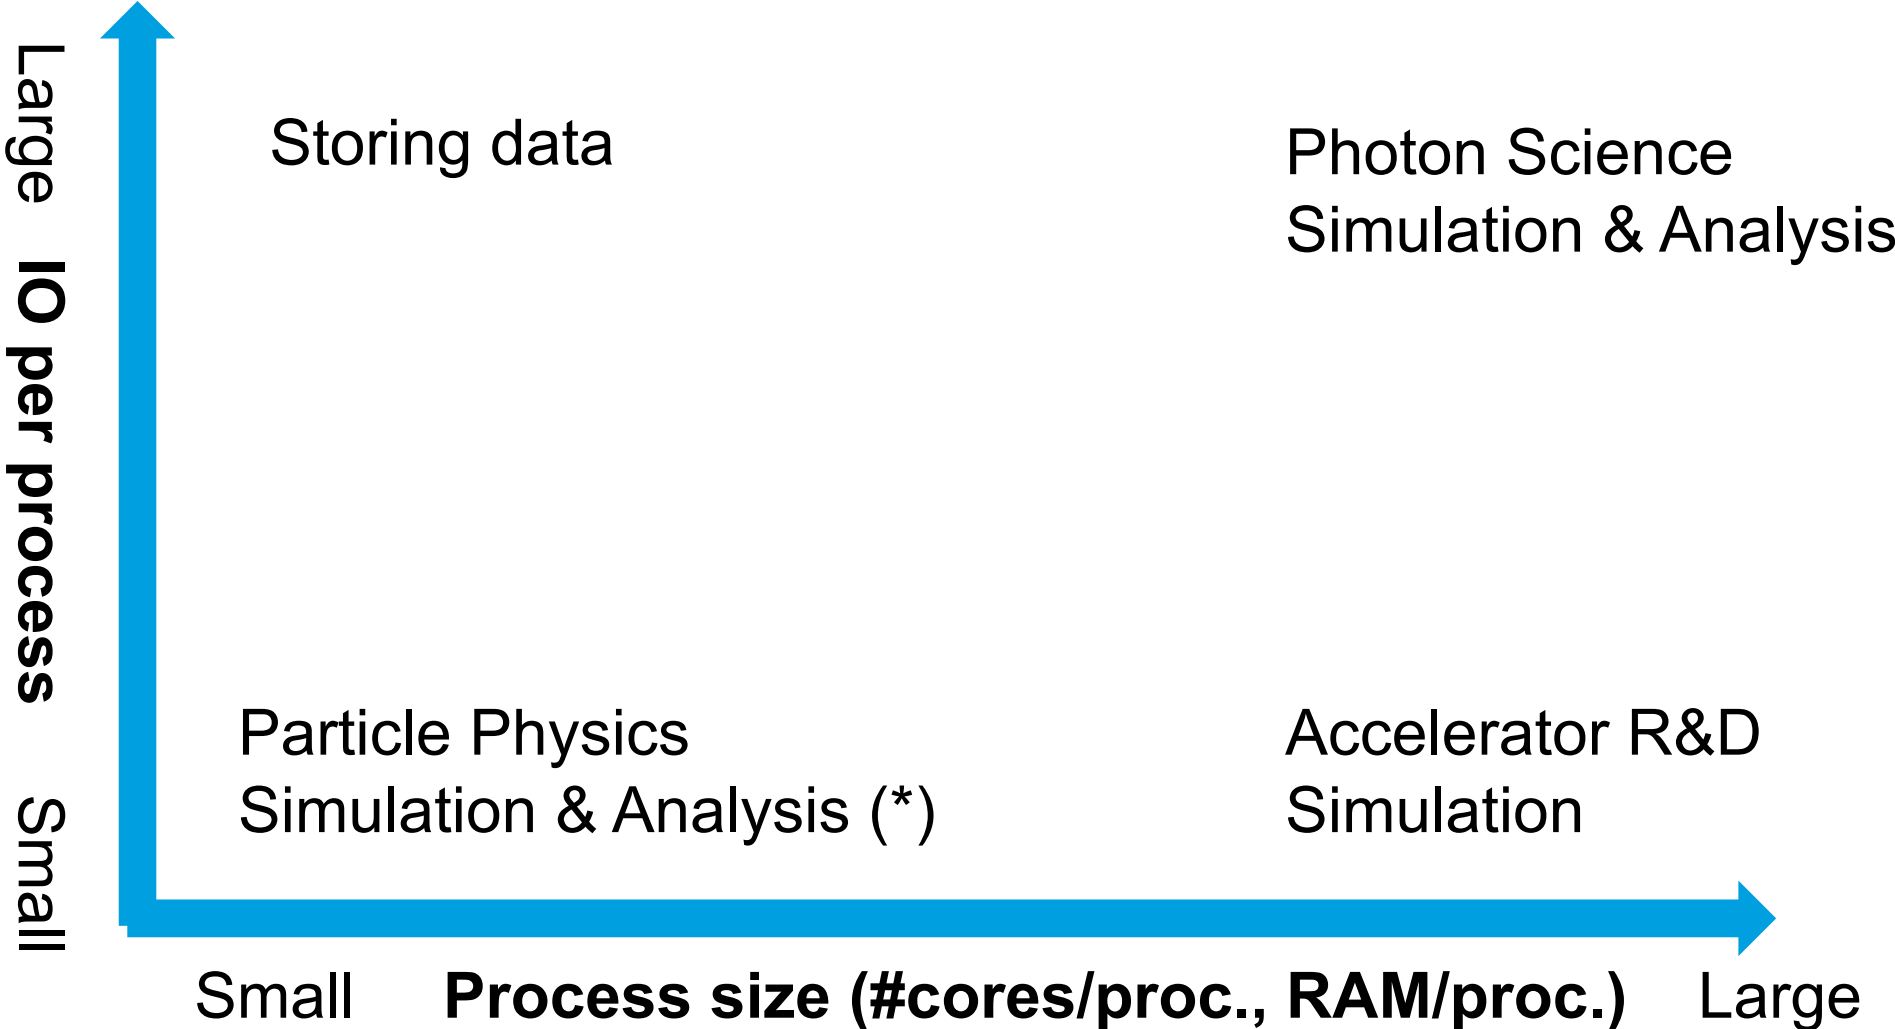 Large IO per process Small
Storing data
Photon Science
Simulation & Analysis
Particle Physics
Simulation & Analysis (*)
Accelerator R&D
Simulation
Small Process size (#cores/proc., RAM/proc.) Large